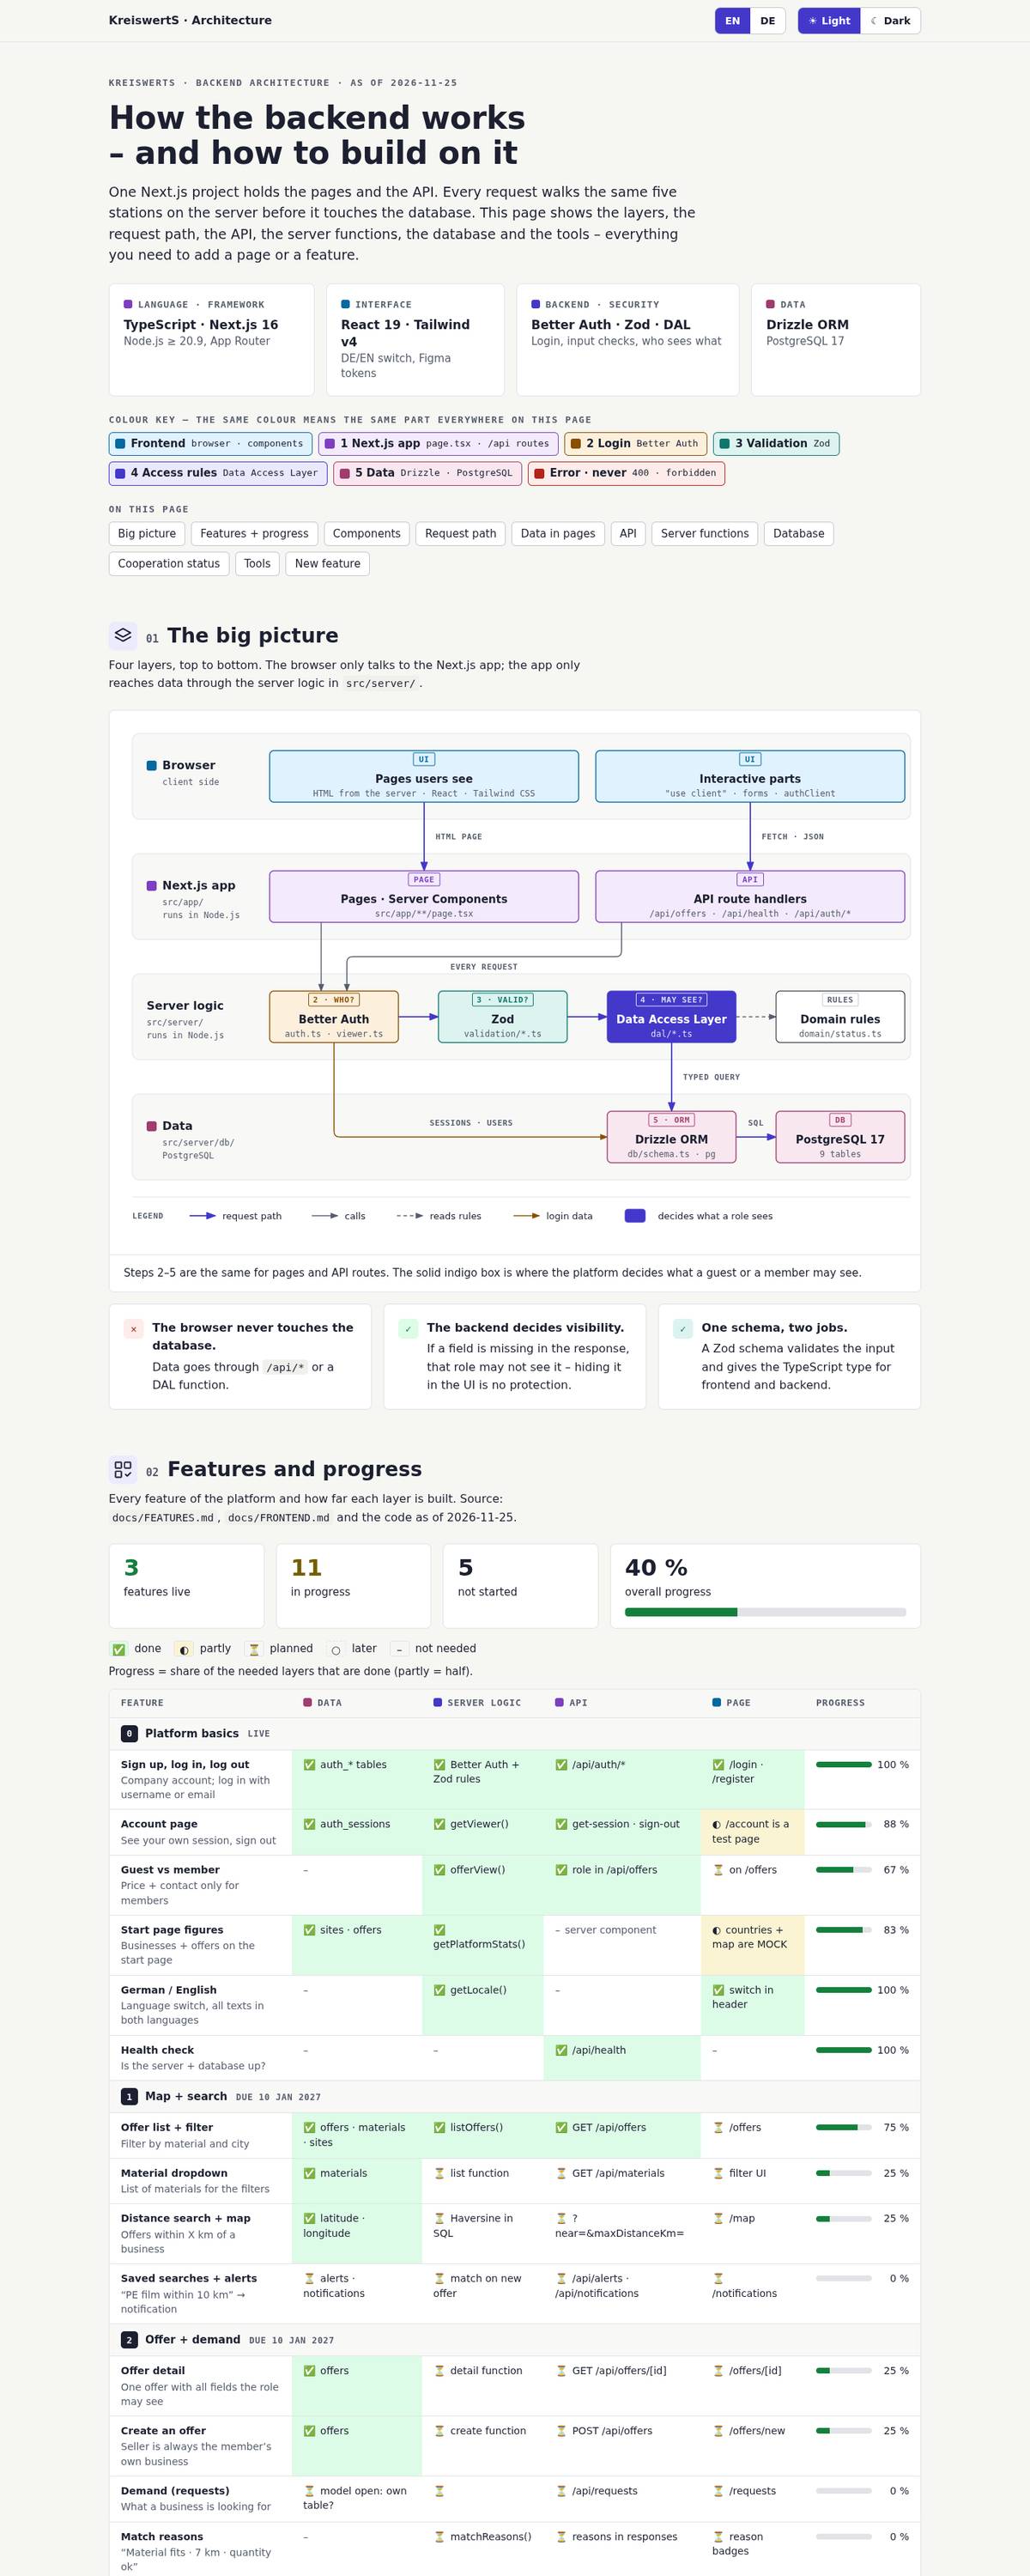 KreiswertS · Architecture
EN DE ☀ Light ☾ Dark
KREISWERTS · BACKEND ARCHITECTURE · AS OF 2026-11-25
How the backend works
– and how to build on it
One Next.js project holds the pages and the API. Every request walks the same five
stations on the server before it touches the database. This page shows the layers, the
request path, the API, the server functions, the database and the tools – everything
you need to add a page or a feature.
LANGUAGE · FRAMEWORK
TypeScript · Next.js 16
Node.js ≥ 20.9, App Router
INTERFACE
React 19 · Tailwind
v4
DE/EN switch, Figma
tokens
BACKEND · SECURITY
Better Auth · Zod · DAL
Login, input checks, who sees what
DATA
Drizzle ORM
PostgreSQL 17
COLOUR KEY — THE SAME COLOUR MEANS THE SAME PART EVERYWHERE ON THIS PAGE
Frontend browser · components
1 Next.js app page.tsx · /api routes
2 Login Better Auth
3 Validation Zod
4 Access rules Data Access Layer
5 Data Drizzle · PostgreSQL
Error · never 400 · forbidden
ON THIS PAGE
Big picture Features + progress Components Request path Data in pages API Server functions Database
Cooperation status Tools New feature
01 The big picture
Four layers, top to bottom. The browser only talks to the Next.js app; the app only
reaches data through the server logic in src/server/ .
Browser
client side
UI
Pages users see
HTML from the server · React · Tailwind CSS
UI
Interactive parts
"use client" · forms · authClient
HTML PAGE
FETCH · JSON
Next.js app
src/app/
runs in Node.js
PAGE
Pages · Server Components
src/app/**/page.tsx
API
API route handlers
/api/offers · /api/health · /api/auth/*
EVERY REQUEST
Server logic
src/server/
runs in Node.js
2 · WHO?
Better Auth
auth.ts · viewer.ts
3 · VALID?
Zod
validation/*.ts
4 · MAY SEE?
Data Access Layer
dal/*.ts
RULES
Domain rules
domain/status.ts
TYPED QUERY
Data
src/server/db/
PostgreSQL
SESSIONS · USERS
5 · ORM
Drizzle ORM
db/schema.ts · pg
SQL
DB
PostgreSQL 17
9 tables
LEGEND request path calls reads rules login data decides what a role sees
Steps 2–5 are the same for pages and API routes. The solid indigo box is where the platform decides what a guest or a member may see.
✕ The browser never touches the
database.
Data goes through /api/* or a
DAL function.
✓ The backend decides visibility.
If a field is missing in the response,
that role may not see it – hiding it
in the UI is no protection.
✓ One schema, two jobs.
A Zod schema validates the input
and gives the TypeScript type for
frontend and backend.
02 Features and progress
Every feature of the platform and how far each layer is built. Source:
docs/FEATURES.md , docs/FRONTEND.md and the code as of 2026-11-25.
3
features live
11
in progress
5
not started
40 %
overall progress
✅ done ◐ partly ⏳ planned ○ later – not needed
Progress = share of the needed layers that are done (partly = half).
FEATURE DATA SERVER LOGIC API PAGE PROGRESS
0 Platform basics LIVE
Sign up, log in, log out
Company account; log in with
username or email
✅ auth_* tables
✅ Better Auth +
Zod rules
✅ /api/auth/*
✅ /login ·
/register
100 %
Account page
See your own session, sign out
✅ auth_sessions
✅ getViewer()
✅ get-session · sign-out
◐ /account is a
test page
88 %
Guest vs member
Price + contact only for
members
–
✅ offerView()
✅ role in /api/offers
⏳ on /offers
67 %
Start page figures
Businesses + offers on the
start page
✅ sites · offers
✅
getPlatformStats()
– server component
◐ countries +
map are MOCK
83 %
German / English
Language switch, all texts in
both languages
–
✅ getLocale()
–
✅ switch in
header
100 %
Health check
Is the server + database up?
–
–
✅ /api/health
–
100 %
1 Map + search DUE 10 JAN 2027
Offer list + filter
Filter by material and city
✅ offers · materials
· sites
✅ listOffers()
✅ GET /api/offers
⏳ /offers
75 %
Material dropdown
List of materials for the filters
✅ materials
⏳ list function
⏳ GET /api/materials
⏳ filter UI
25 %
Distance search + map
Offers within X km of a
business
✅ latitude ·
longitude
⏳ Haversine in
SQL
⏳ ?
near=&maxDistanceKm=
⏳ /map
25 %
Saved searches + alerts
“PE film within 10 km” →
notification
⏳ alerts ·
notifications
⏳ match on new
offer
⏳ /api/alerts ·
/api/notifications
⏳
/notifications
0 %
2 Offer + demand DUE 10 JAN 2027
Offer detail
One offer with all fields the role
may see
✅ offers
⏳ detail function
⏳ GET /api/offers/[id]
⏳ /offers/[id]
25 %
Create an offer
Seller is always the member’s
own business
✅ offers
⏳ create function
⏳ POST /api/offers
⏳ /offers/new
25 %
Demand (requests)
What a business is looking for
⏳ model open: own
table?
⏳
⏳ /api/requests
⏳ /requests
0 %
Match reasons
“Material fits · 7 km · quantity
ok”
–
⏳ matchReasons()
⏳ reasons in responses
⏳ reason
badges
0 %